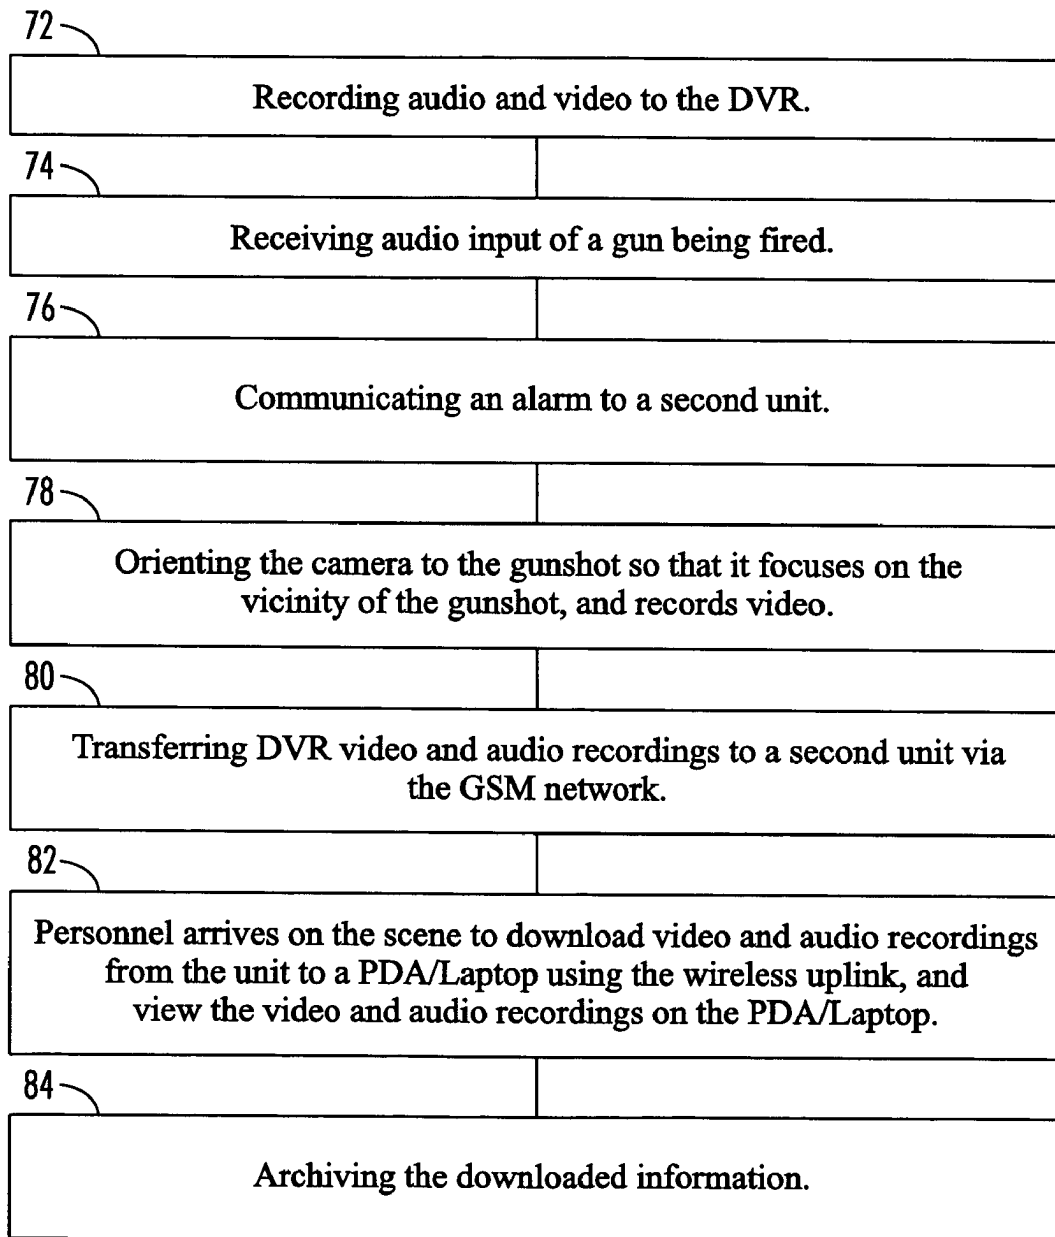 72
Recording audio and video to the DVR.
74
Receiving audio input of a gun being fired.
76
Communicating an alarm to a second unit.
78
Orienting the camera to the gunshot so that it focuses on the
vicinity of the gunshot, and records video.
80
Transferring DVR video and audio recordings to a second unit via
the GSM network.
82
Personnel arrives on the scene to download video and audio recordings
from the unit to a PDA/Laptop using the wireless uplink, and
view the video and audio recordings on the PDA/Laptop.
84
Archiving the downloaded information.